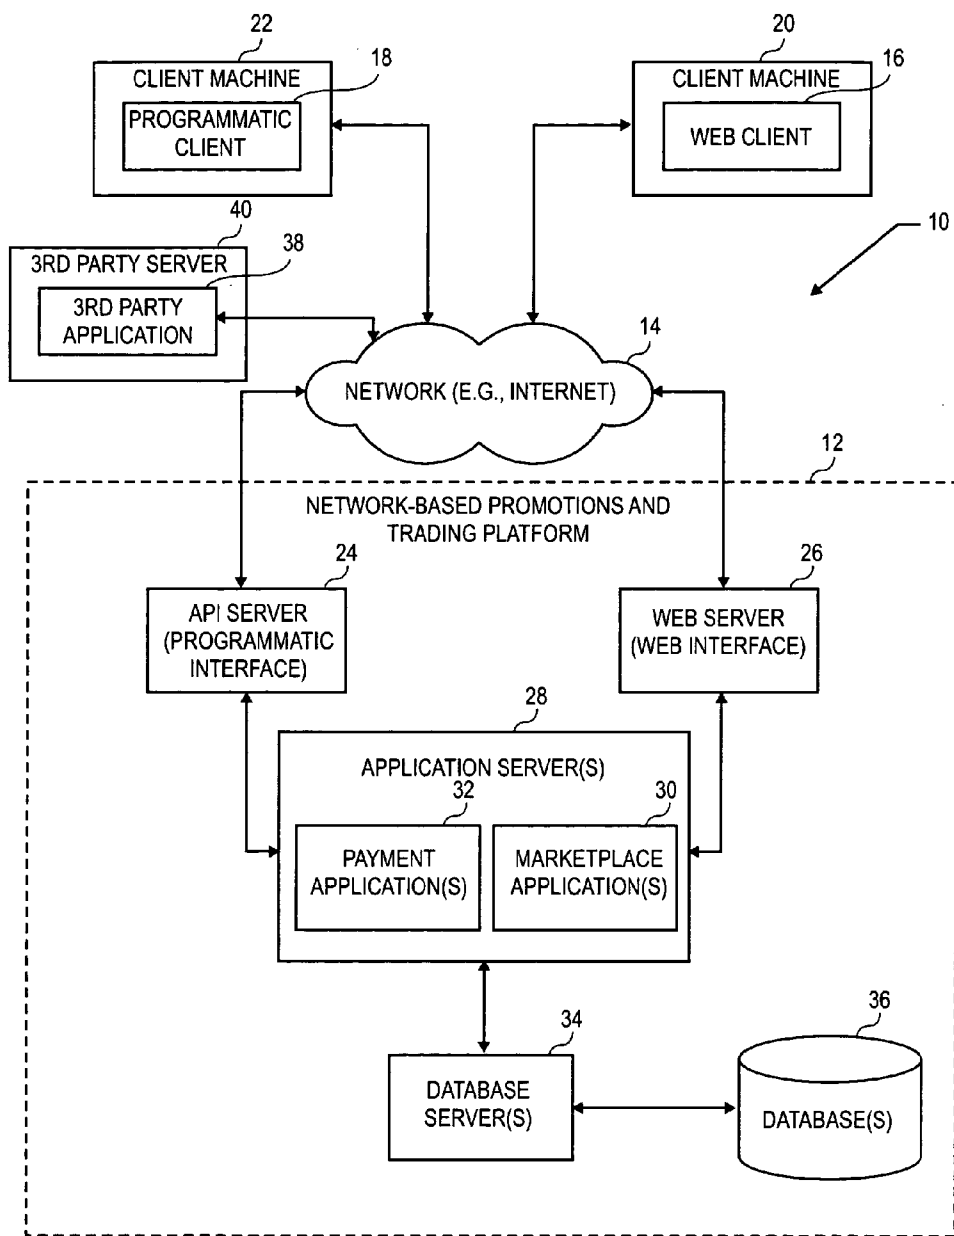 22
20
CLIENT MACHINE
18
PROGRAMMATIC
CLIENT
CLIENT MACHINE
16
WEB CLIENT
40
3RD PARTY SERVER
38
3RD PARTY
APPLICATION
10
14
NETWORK (E.G., INTERNET)
12
NETWORK-BASED PROMOTIONS AND
TRADING PLATFORM
24
26
API SERVER
(PROGRAMMATIC
INTERFACE)
WEB SERVER
(WEB INTERFACE)
28
APPLICATION SERVER(S)
32
30
PAYMENT
APPLICATION(S)
MARKETPLACE
APPLICATION(S)
34
36
DATABASE
SERVER(S)
DATABASE(S)